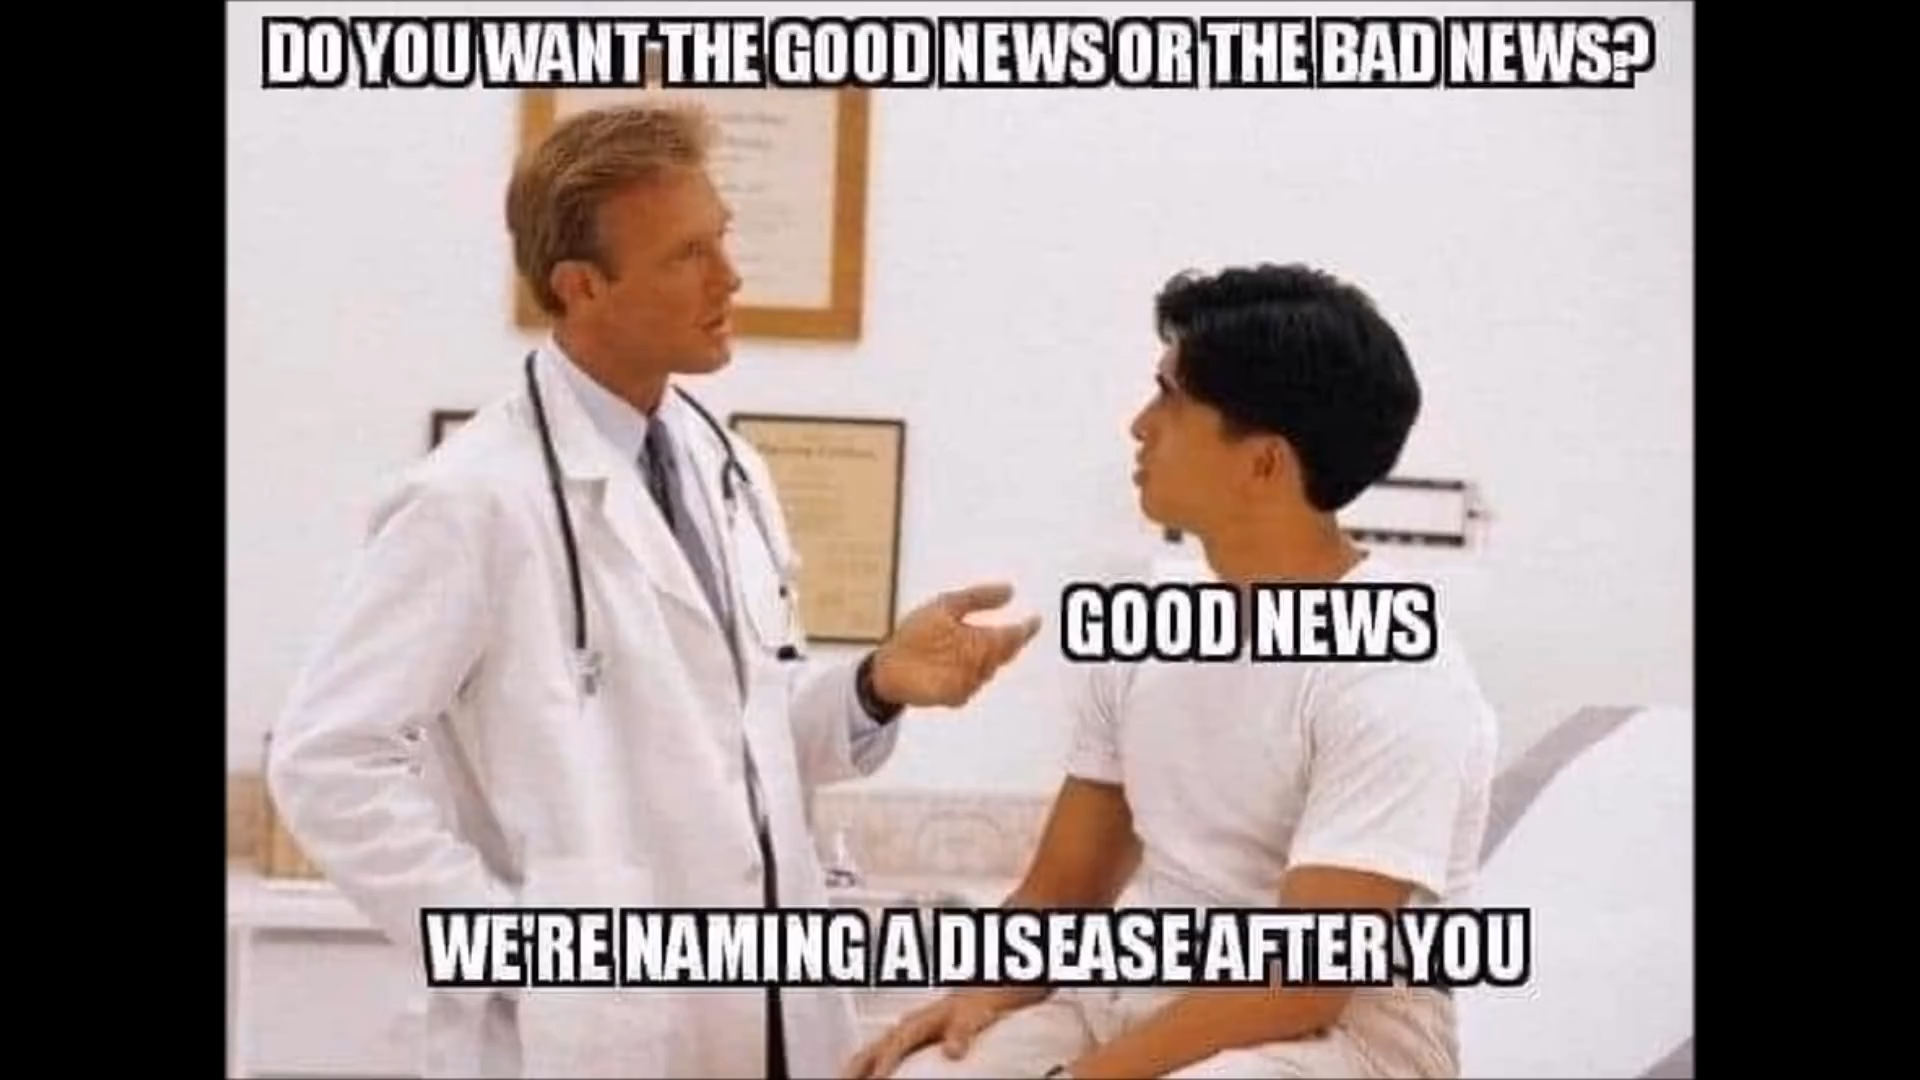 DO YOU WANT THE GOOD NEWS OR THE BAD NEWS?
GOOD NEWS
WE'RE NAMING A DISEASE AFTER YOU